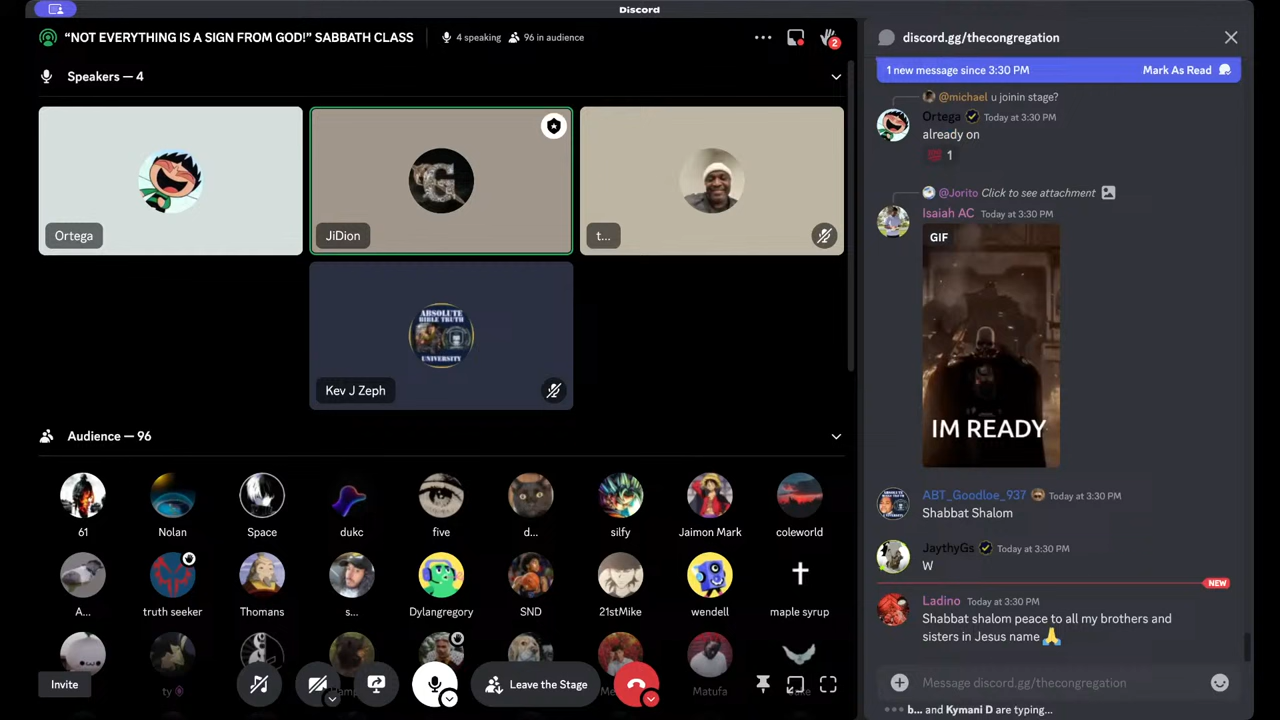 Discord
“NOT EVERYTHING IS A SIGN FROM GOD!” SABBATH CLASS
4 speaking
96 in audience
2
Speakers — 4
Ortega
JiDion
t...
Kev J Zeph
ABSOLUTE
BIBLE TRUTH
UNIVERSITY
Audience — 96
61
Nolan
Space
dukc
five
d...
silfy
Jaimon Mark
coleworld
A...
truth seeker
Thomans
s...
Dylangregory
SND
21stMike
wendell
maple syrup
ty
Matufa
Invite
Leave the Stage
discord.gg/thecongregation
1 new message since 3:30 PM
Mark As Read
@michael u joinin stage?
Ortega Today at 3:30 PM
already on
1
@Jorito Click to see attachment
Isaiah AC Today at 3:30 PM
GIF
IM READY
ABT_Goodloe_937 Today at 3:30 PM
Shabbat Shalom
JaythyGs Today at 3:30 PM
W
NEW
Ladino Today at 3:30 PM
Shabbat shalom peace to all my brothers and
sisters in Jesus name 🙏
Message discord.gg/thecongregation
b... and Kymani D are typing...